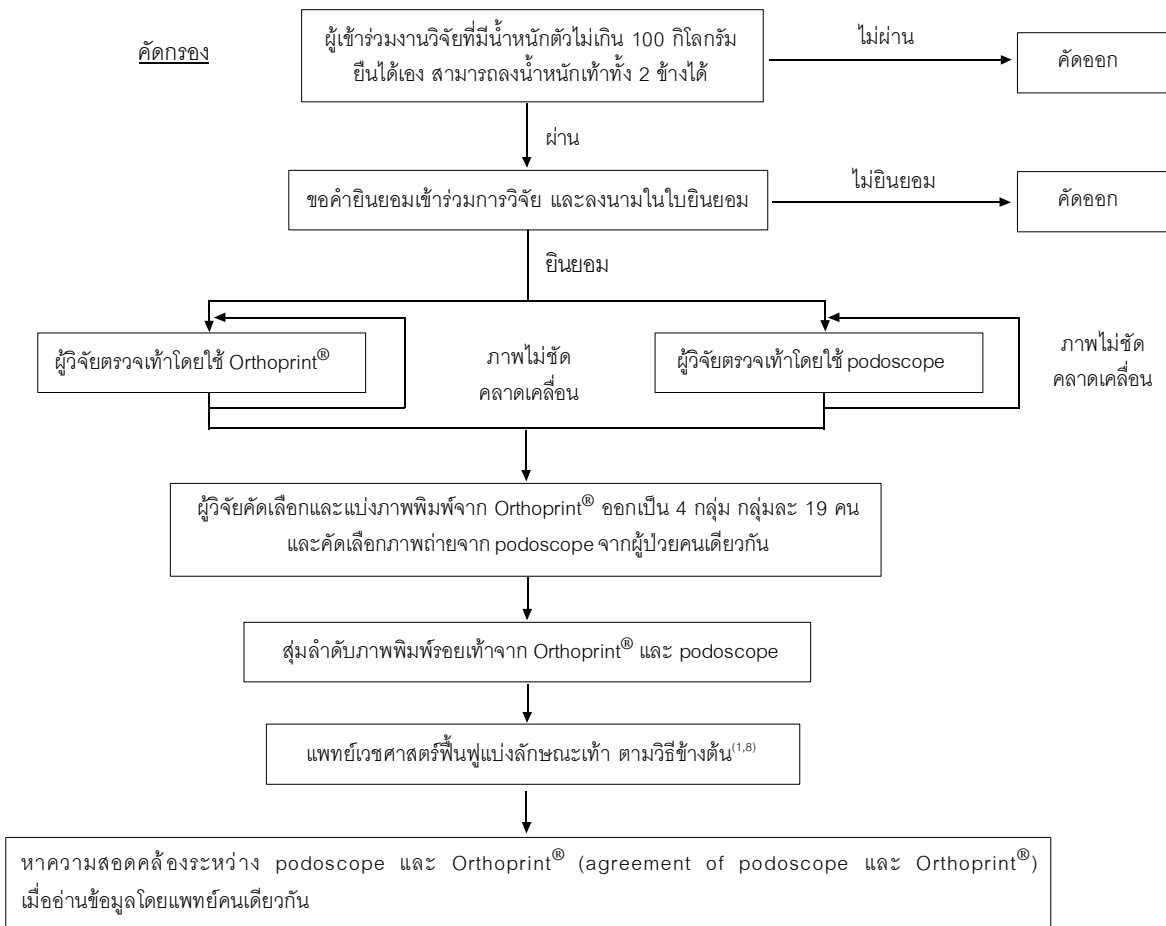 คัดกรอง
ผู้เข้าร่วมงานวิจัยที่มีน้ำหนักตัวไม่เกิน 100 กิโลกรัม
ยืนได้เอง สามารถลงน้ำหนักเท้าทั้ง 2 ข้างได้
ไม่ผ่าน
คัดออก
ผ่าน
ขอคำยินยอมเข้าร่วมการวิจัย และลงนามในใบยินยอม
ไม่ยินยอม
คัดออก
ยินยอม
ผู้วิจัยตรวจเท้าโดยใช้ Orthoprint®
ภาพไม่ชัด
คลาดเคลื่อน
ผู้วิจัยตรวจเท้าโดยใช้ podoscope
ภาพไม่ชัด
คลาดเคลื่อน
ผู้วิจัยคัดเลือกและแบ่งภาพพิมพ์จาก Orthoprint® ออกเป็น 4 กลุ่ม กลุ่มละ 19 คน
และคัดเลือกภาพถ่ายจาก podoscope จากผู้ป่วยคนเดียวกัน
สุ่มลำดับภาพพิมพ์รอยเท้าจาก Orthoprint® และ podoscope
แพทย์เวชศาสตร์ฟื้นฟูแบ่งลักษณะเท้า ตามวิธีข้างต้น(1,8)
หาความสอดคล้องระหว่าง podoscope และ Orthoprint® (agreement of podoscope และ Orthoprint®)
เมื่ออ่านข้อมูลโดยแพทย์คนเดียวกัน